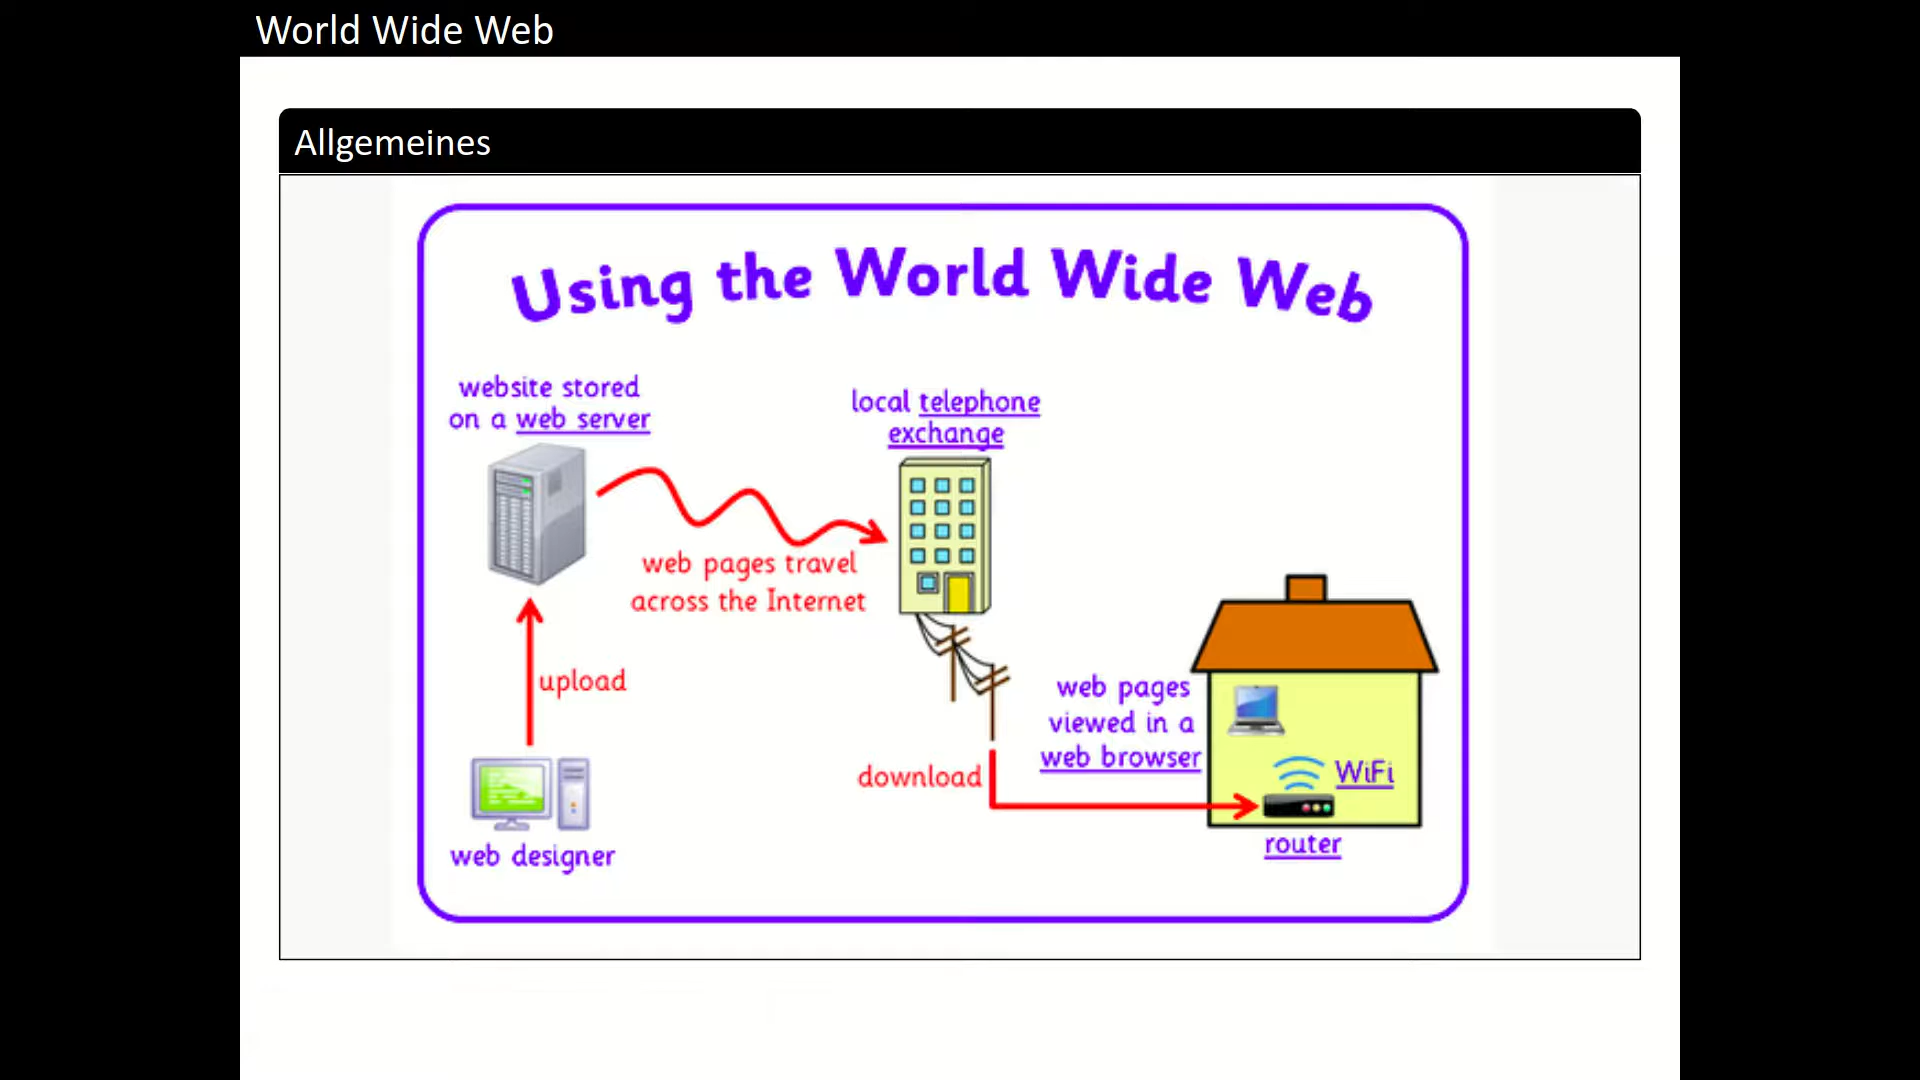 World Wide Web
Allgemeines
Using the World Wide Web
website stored
on a web server
local telephone
exchange
web pages travel
across the Internet
upload
web pages
viewed in a
web browser
download
WiFi
router
web designer